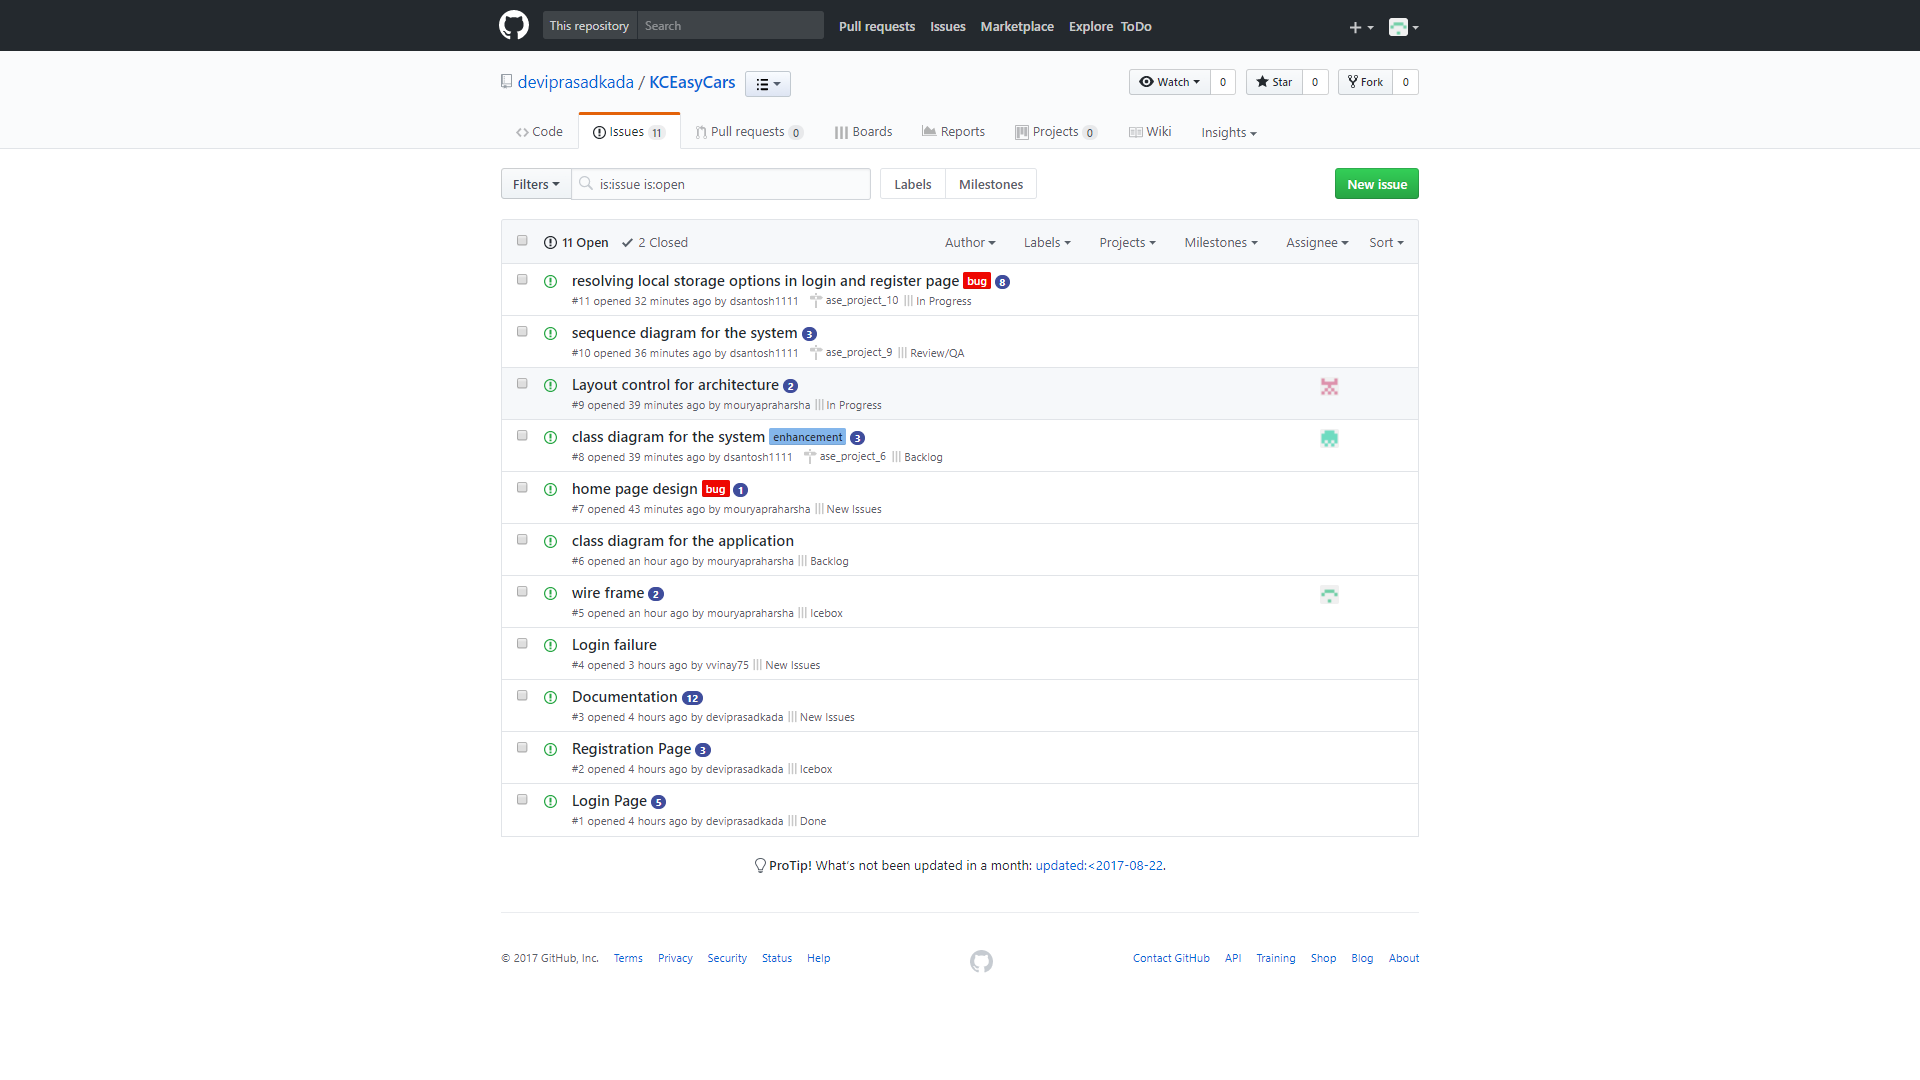 This repository Search Pull requests Issues Marketplace Explore ToDo
deviprasadkada / KCEasyCars Watch 0 Star 0 Fork 0
Code Issues 11 Pull requests 0 Boards Reports Projects 0 Wiki Insights
Filters is:issue is:open Labels Milestones New issue
11 Open 2 Closed Author Labels Projects Milestones Assignee Sort
resolving local storage options in login and register page bug 8
#11 opened 32 minutes ago by dsantosh1111 ase_project_10 In Progress
sequence diagram for the system 3
#10 opened 36 minutes ago by dsantosh1111 ase_project_9 Review/QA
Layout control for architecture 2
#9 opened 39 minutes ago by mouryapraharsha In Progress
class diagram for the system enhancement 3
#8 opened 39 minutes ago by dsantosh1111 ase_project_6 Backlog
home page design bug 1
#7 opened 43 minutes ago by mouryapraharsha New Issues
class diagram for the application
#6 opened an hour ago by mouryapraharsha Backlog
wire frame 2
#5 opened an hour ago by mouryapraharsha Icebox
Login failure
#4 opened 3 hours ago by vvinay75 New Issues
Documentation 12
#3 opened 4 hours ago by deviprasadkada New Issues
Registration Page 3
#2 opened 4 hours ago by deviprasadkada Icebox
Login Page 5
#1 opened 4 hours ago by deviprasadkada Done
ProTip! What's not been updated in a month: updated:<2017-08-22.
© 2017 GitHub, Inc. Terms Privacy Security Status Help Contact GitHub API Training Shop Blog About